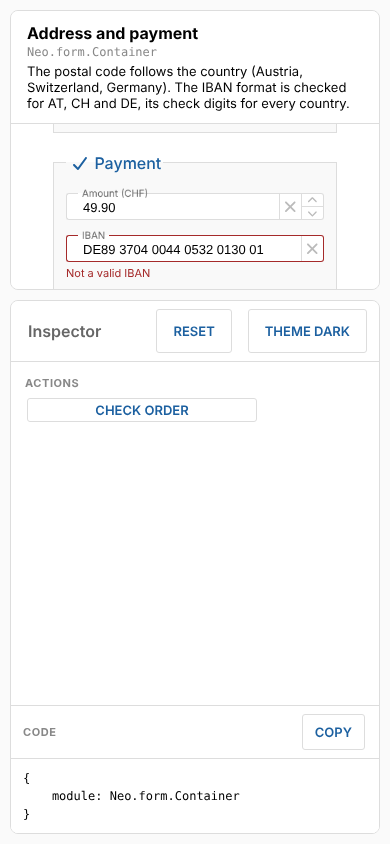 Address and payment
Neo.form.Container
The postal code follows the country (Austria,
Switzerland, Germany). The IBAN format is checked
for AT, CH and DE, its check digits for every country.
Payment
Amount (CHF)
49.90
IBAN
DE89 3704 0044 0532 0130 01
Not a valid IBAN
Inspector
RESET
THEME DARK
ACTIONS
CHECK ORDER
CODE
COPY
{
    module: Neo.form.Container
}